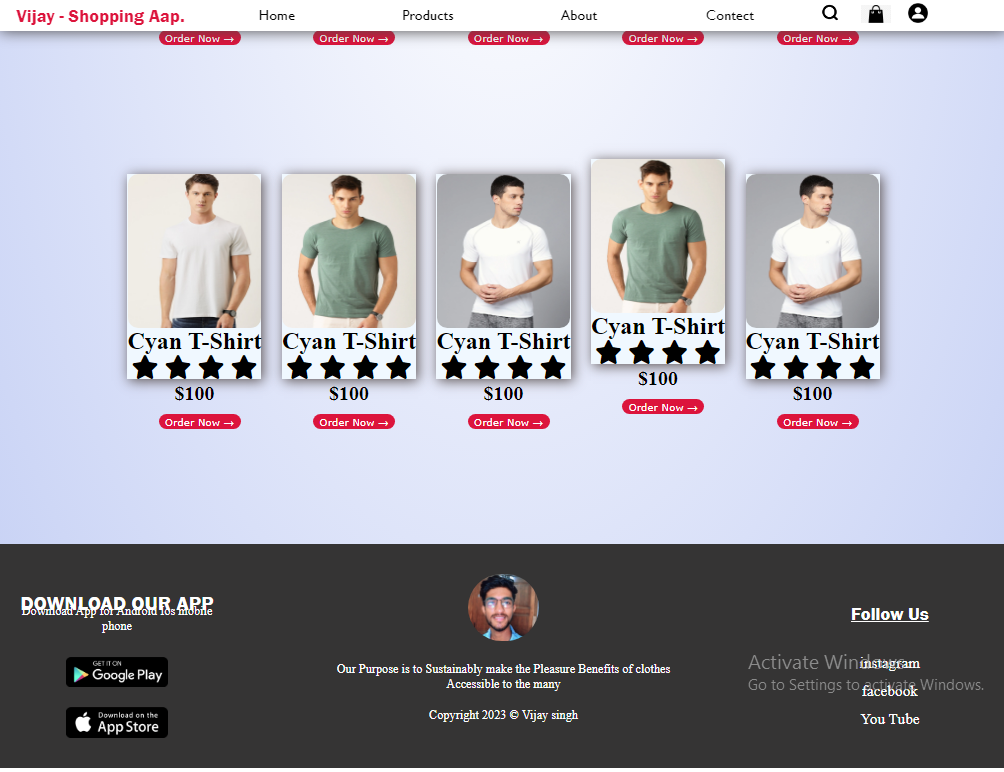 Vijay - Shopping Aap.
Home
Products
About
Contect
Order Now →
Order Now →
Order Now →
Order Now →
Order Now →
Cyan T-Shirt
$100
Order Now →
Cyan T-Shirt
$100
Order Now →
Cyan T-Shirt
$100
Order Now →
Cyan T-Shirt
$100
Order Now →
Cyan T-Shirt
$100
Order Now →
DOWNLOAD OUR APP
Download App for Android Ios mobile
phone
GET IT ON
Google Play
Download on the
App Store
Our Purpose is to Sustainably make the Pleasure Benefits of clothes
Accessible to the many
Copyright 2023 © Vijay singh
Follow Us
instagram
facebook
You Tube
Activate Windows
Go to Settings to activate Windows.